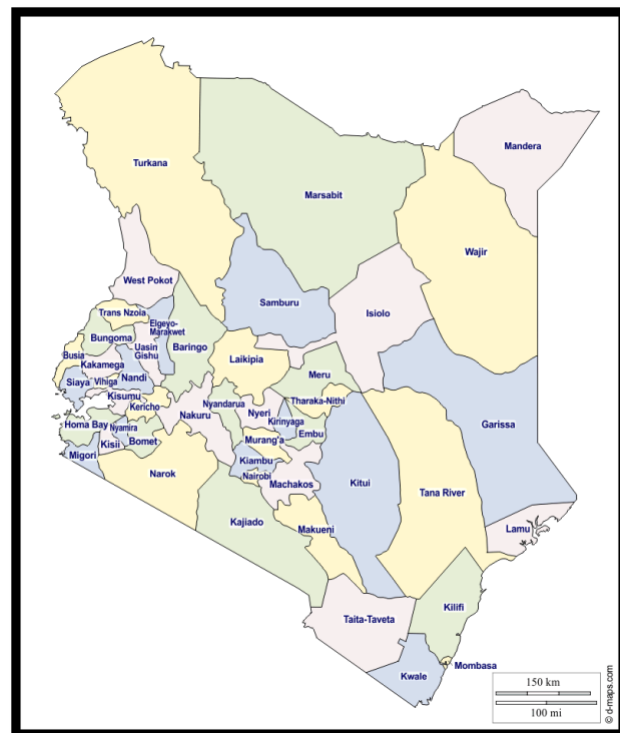 Mandera
Turkana
Marsabit
Wajir
West Pokot
Samburu
Isiolo
Trans Nzoia
Elgeyo-
Marakwet
Bungoma
Uasin
Gishu
Baringo
Busia
Kakamega
Laikipia
Siaya
Vihiga
Nandi
Meru
Kisumu
Kericho
Nyandarua
Tharaka-Nithi
Nakuru
Nyeri
Kirinyaga
Garissa
Homa Bay
Nyamira
Embu
Kisii
Bomet
Murang'a
Migori
Kiambu
Narok
Nairobi
Machakos
Kitui
Tana River
Kajiado
Makueni
Lamu
Kilifi
Taita-Taveta
Mombasa
Kwale
150 km
100 mi
© d-maps.com